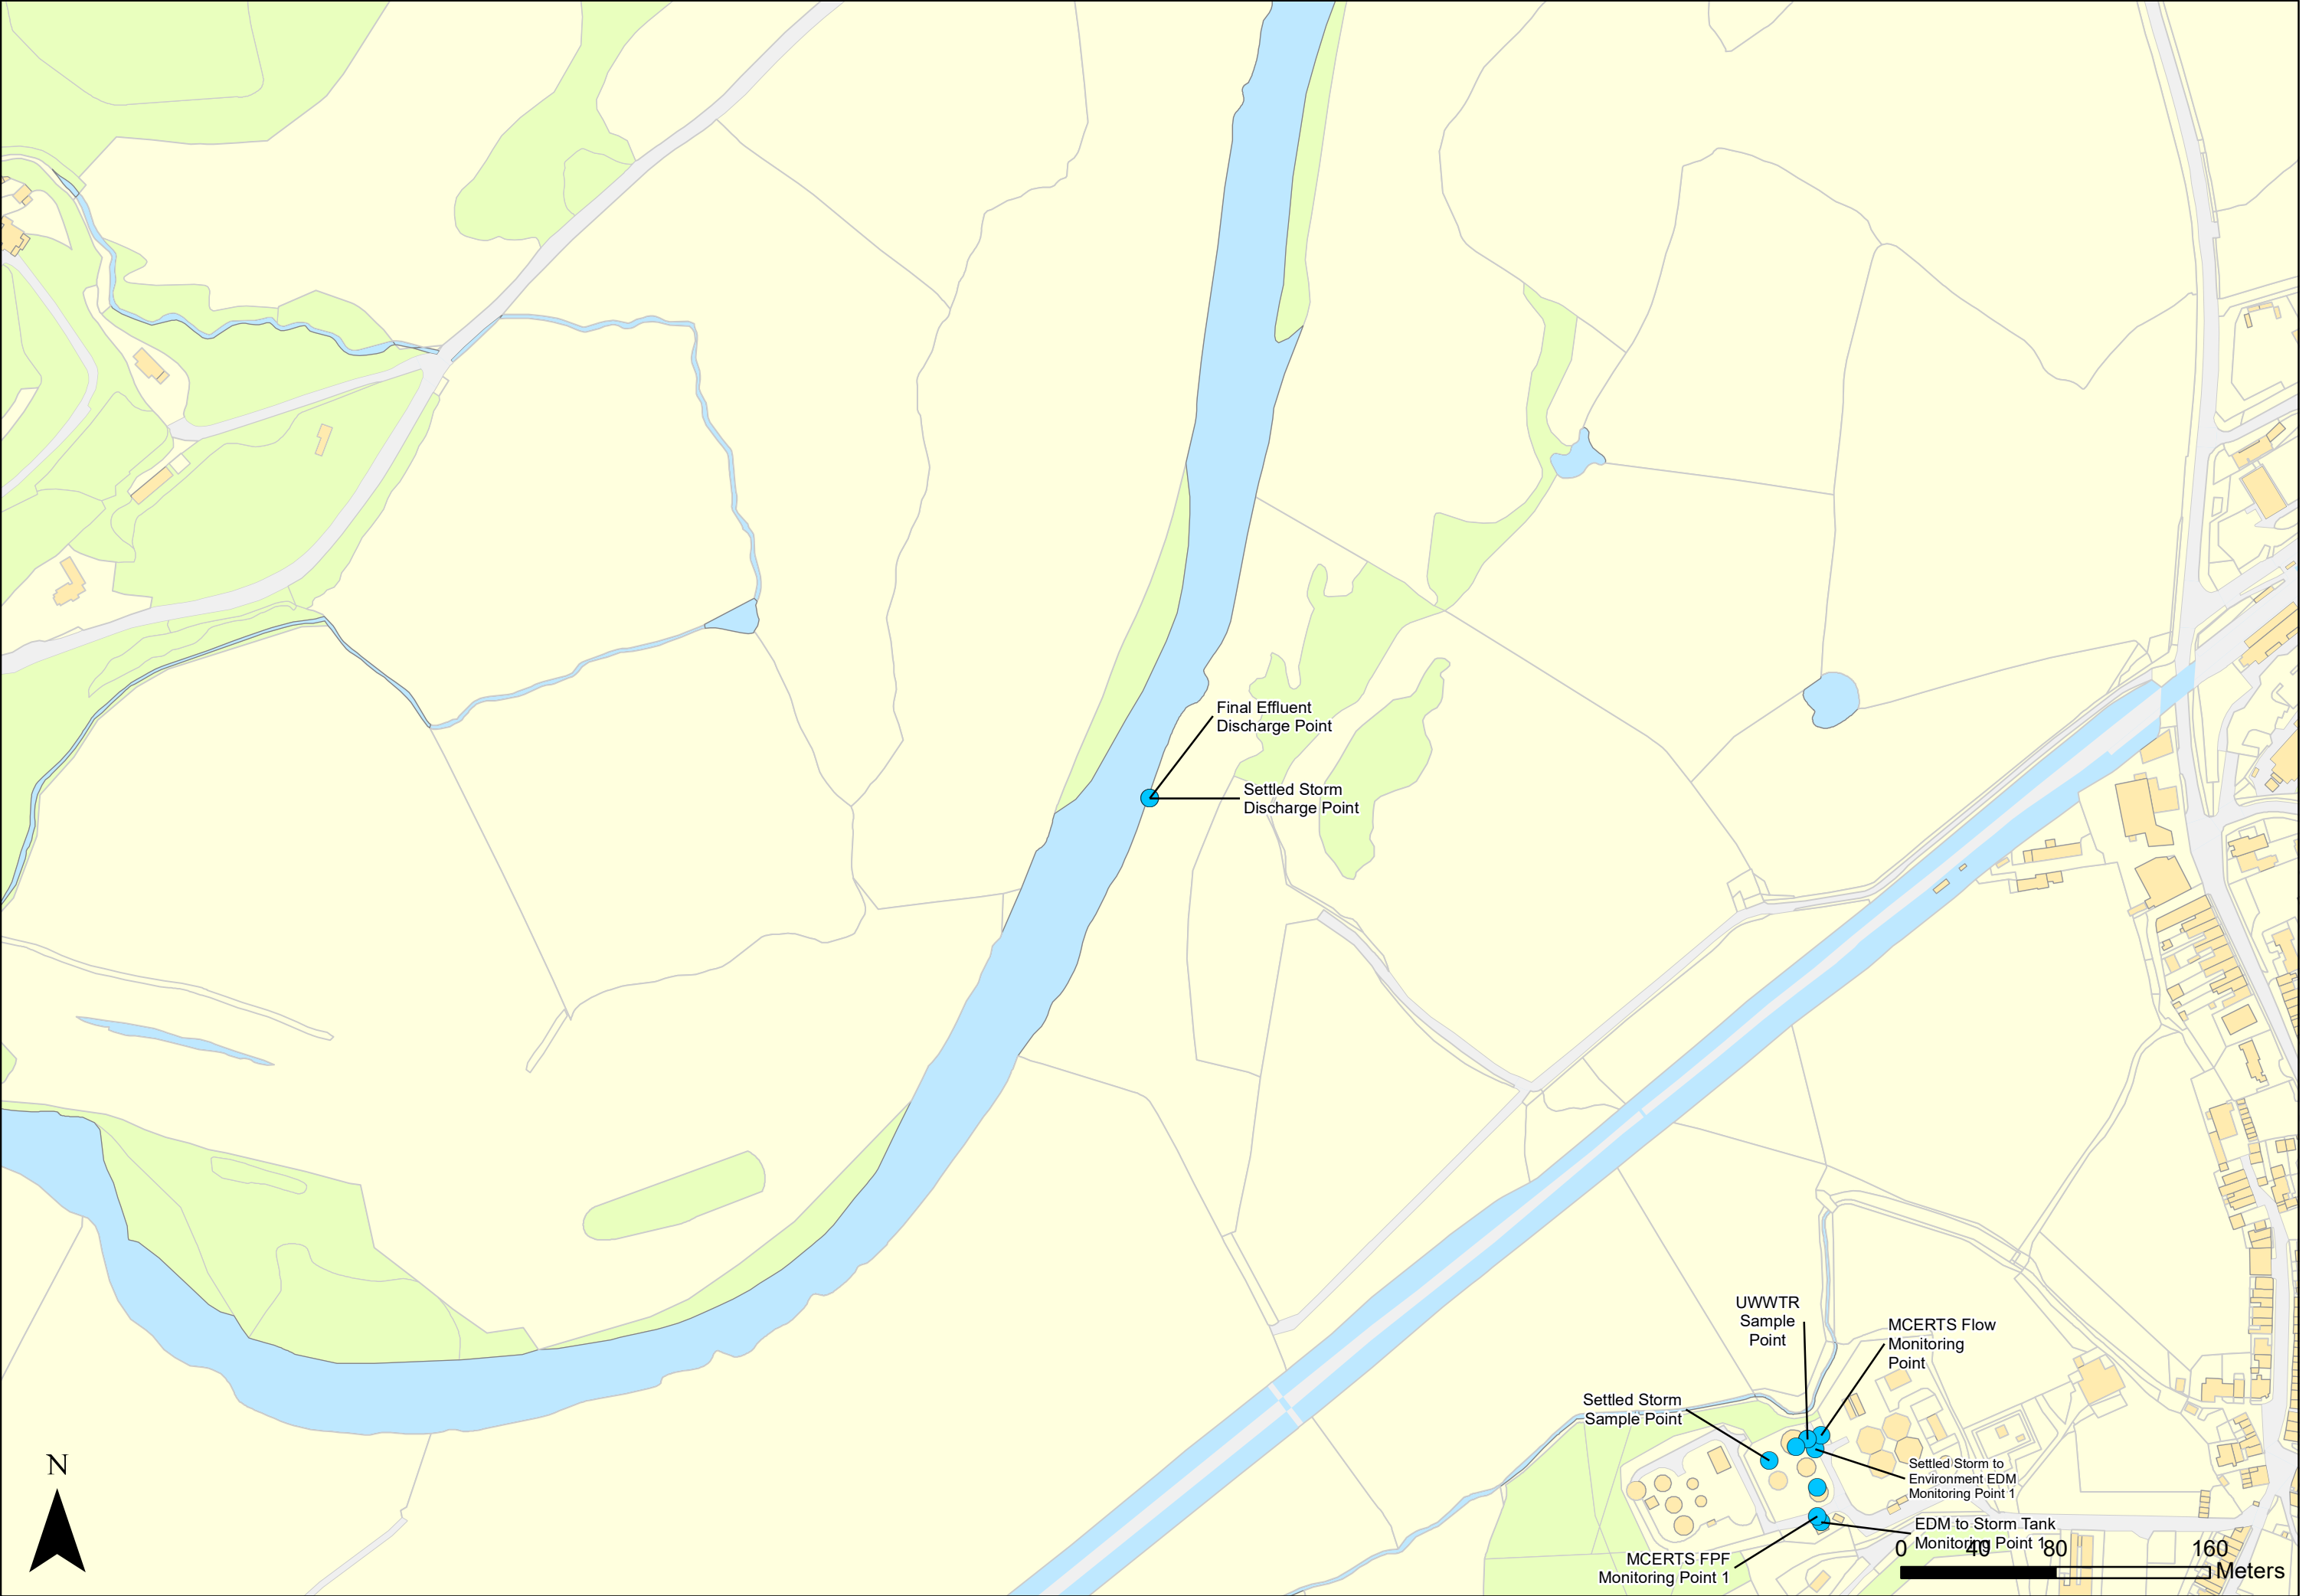 Final Effluent
Discharge Point
Settled Storm
Discharge Point
UWWTR
Sample
Point
MCERTS Flow
Monitoring
Point
Settled Storm
Sample Point
Settled Storm to
Environment EDM
Monitoring Point 1
EDM to Storm Tank
Monitoring Point 1
MCERTS FPF
Monitoring Point 1
N
0 40 80 160
Meters